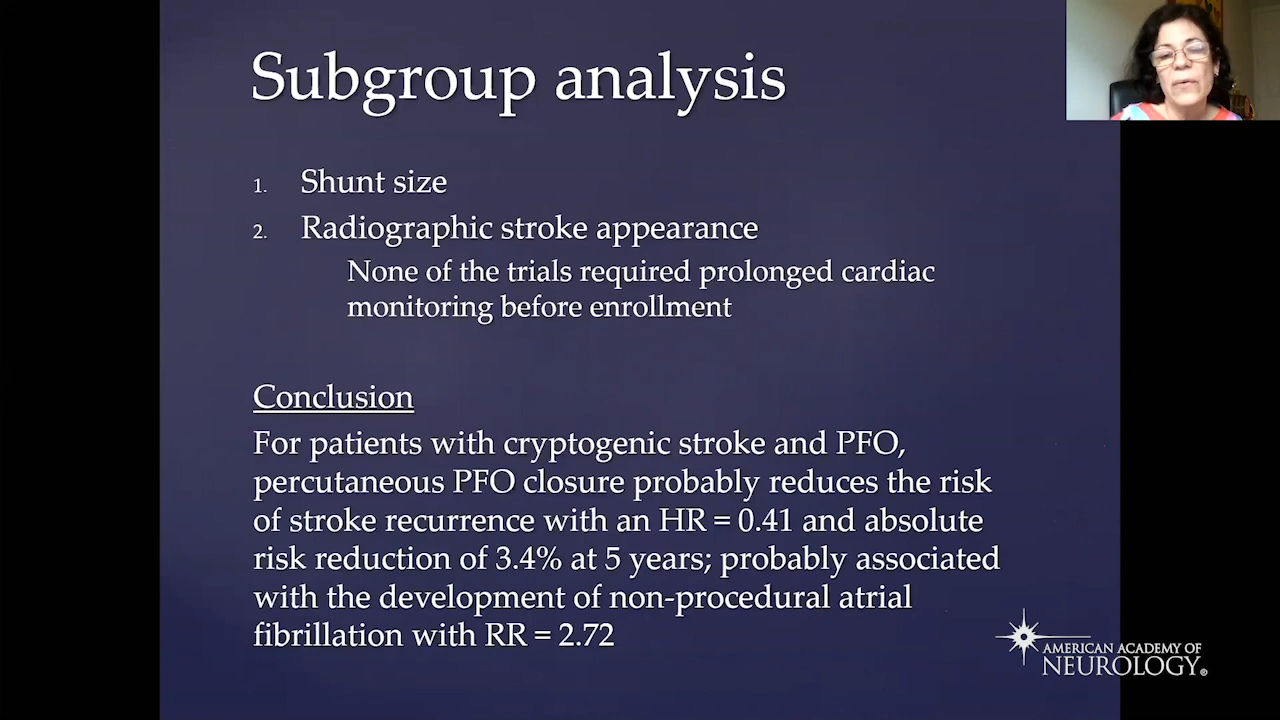 Subgroup analysis
1. Shunt size
2. Radiographic stroke appearance
None of the trials required prolonged cardiac
monitoring before enrollment
Conclusion
For patients with cryptogenic stroke and PFO,
percutaneous PFO closure probably reduces the risk
of stroke recurrence with an HR = 0.41 and absolute
risk reduction of 3.4% at 5 years; probably associated
with the development of non-procedural atrial
fibrillation with RR = 2.72
AMERICAN ACADEMY OF
NEUROLOGY®